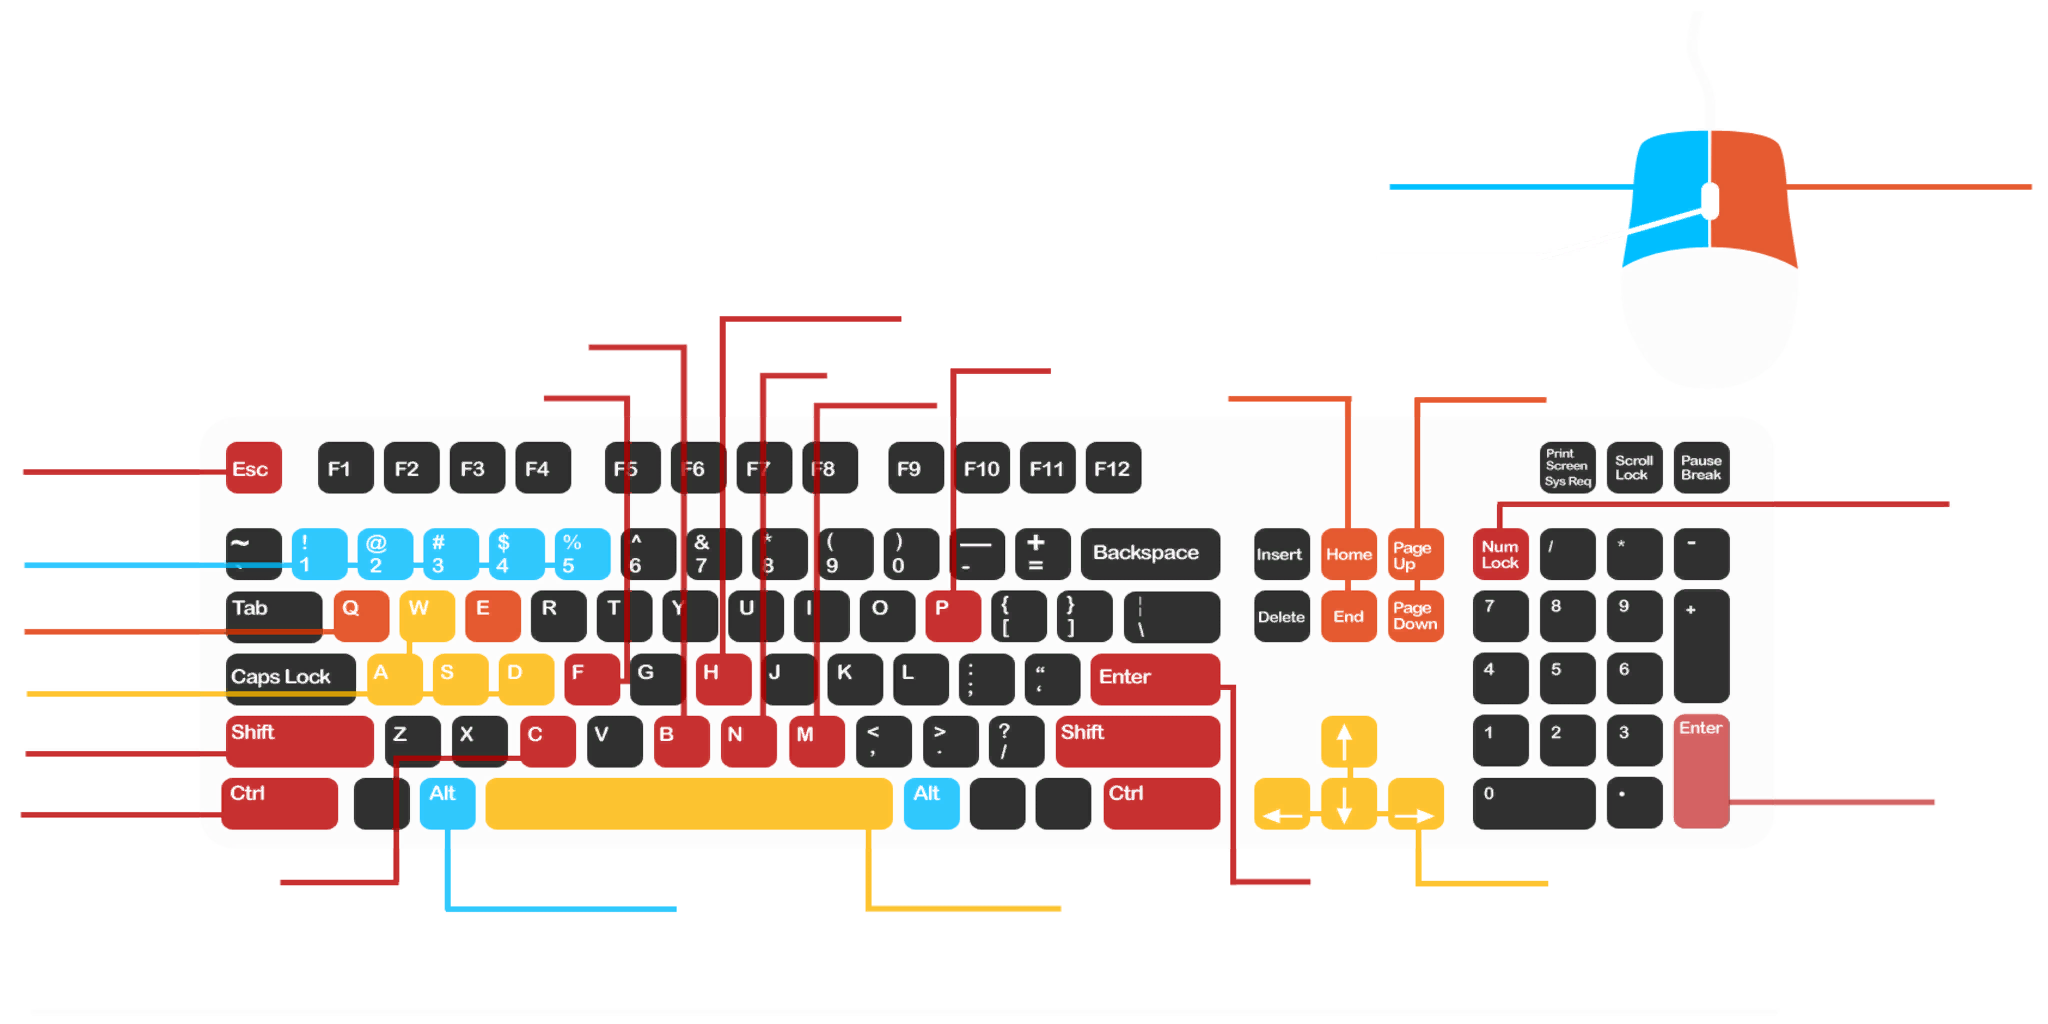 Esc F1 F2 F3 F4 F5 F6 F7 F8 F9 F10 F11 F12
Print
Screen
Sys Req
Scroll
Lock
Pause
Break
~ ! @ # $ % ^ & * ( ) — +
` 1 2 3 4 5 6 7 8 9 0 - =
Backspace
Insert Home
Page
Up
Num
Lock
/ * -
Tab Q W E R T Y U I O P { } ¦
[ ] \
Delete End
Page
Down
7 8 9 +
Caps Lock A S D F G H J K L : “
; ‘
Enter
4 5 6
Shift Z X C V B N M < > ?
, . /
Shift
↑
1 2 3 Enter
Ctrl Alt Alt Ctrl
← ↓ →
0 •